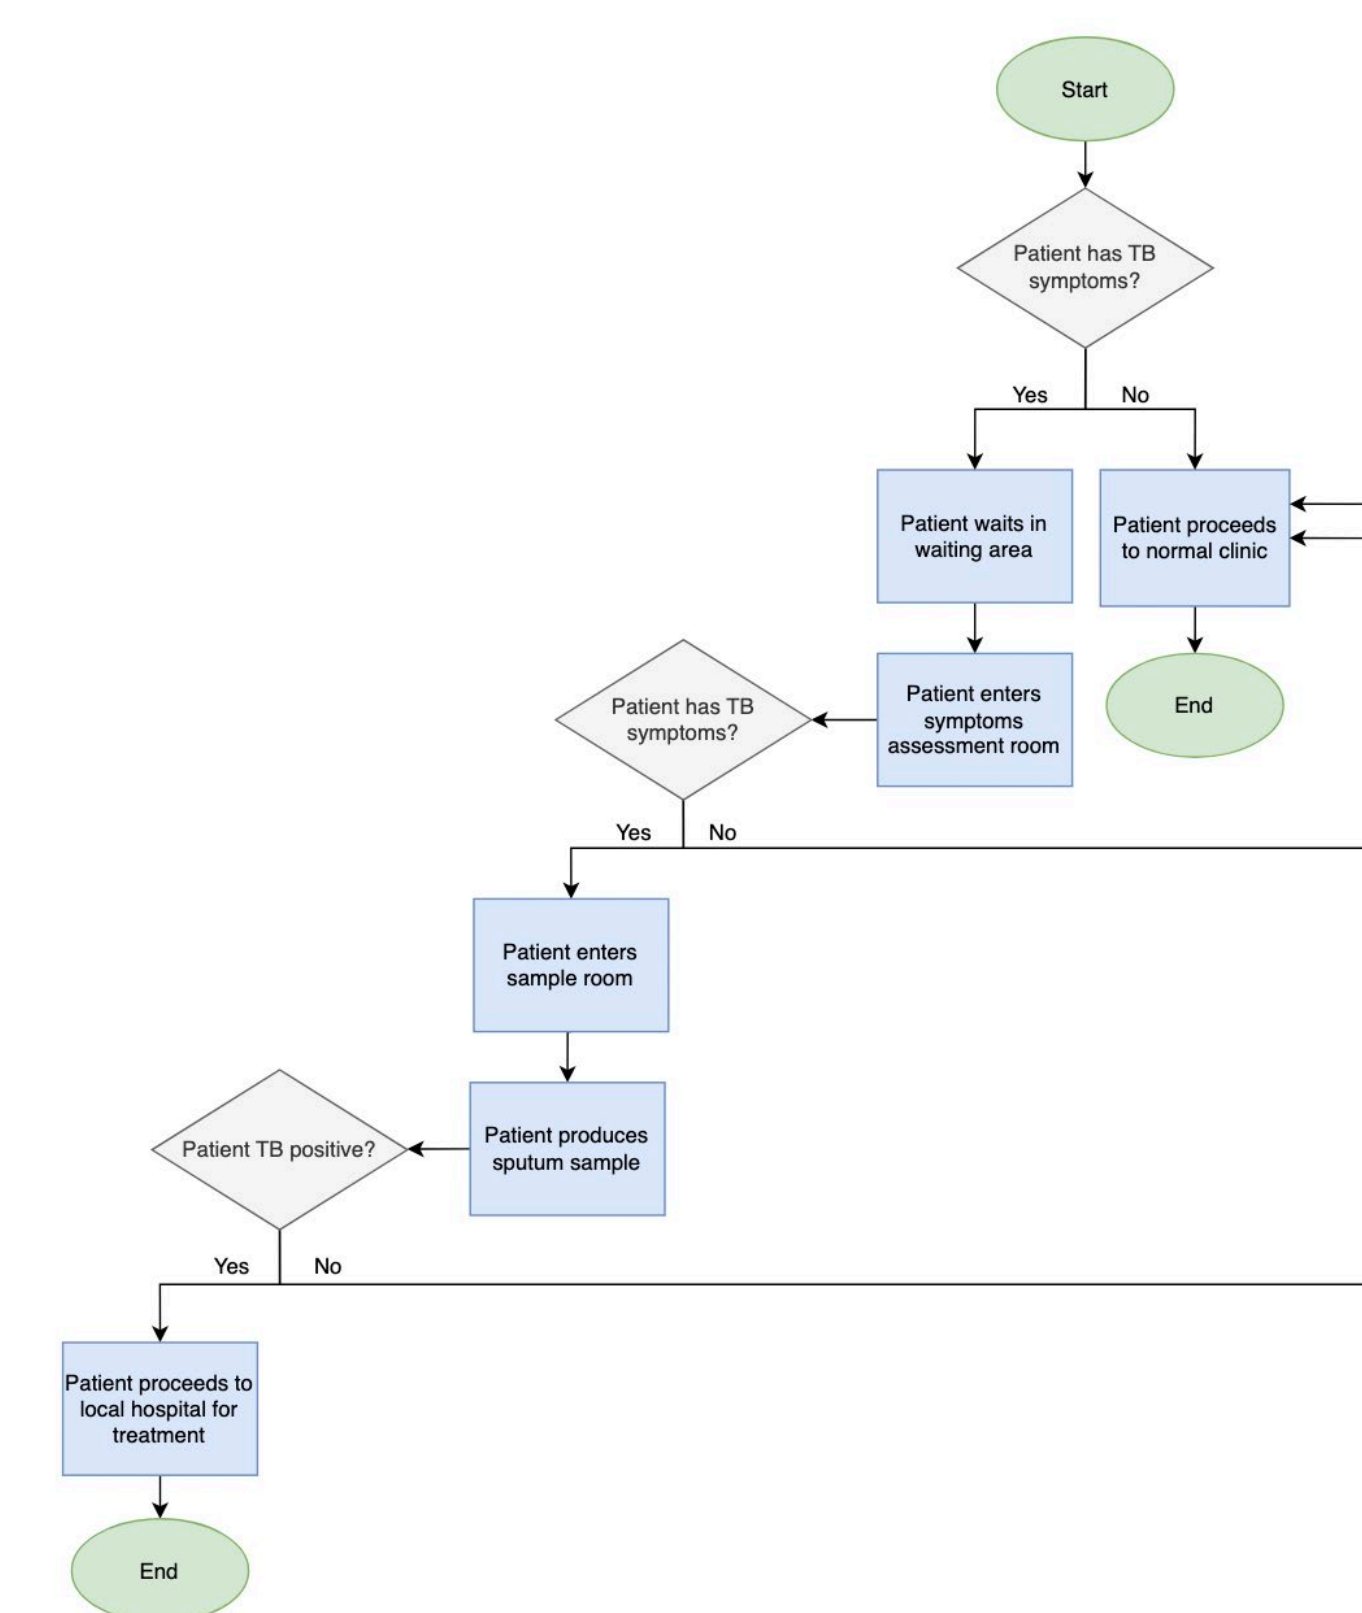 Start
Patient has TB
symptoms?
Yes
No
Patient waits in
waiting area
Patient proceeds
to normal clinic
Patient has TB
symptoms?
Patient enters
symptoms
assessment room
End
Yes
No
Patient enters
sample room
Patient TB positive?
Patient produces
sputum sample
Yes
No
Patient proceeds to
local hospital for
treatment
End